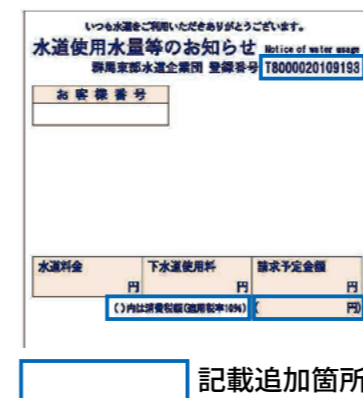 いつも水道をご利用いただきありがとうございます。
水道使用水量等のお知らせ Notice of water usage
群馬東部水道企業団 登録番号 T8000020109193
お客様番号
水道料金 下水道使用料 請求予定金額
円 円 円
()内は消費税額(適用税率10%) ( 円)
記載追加箇所